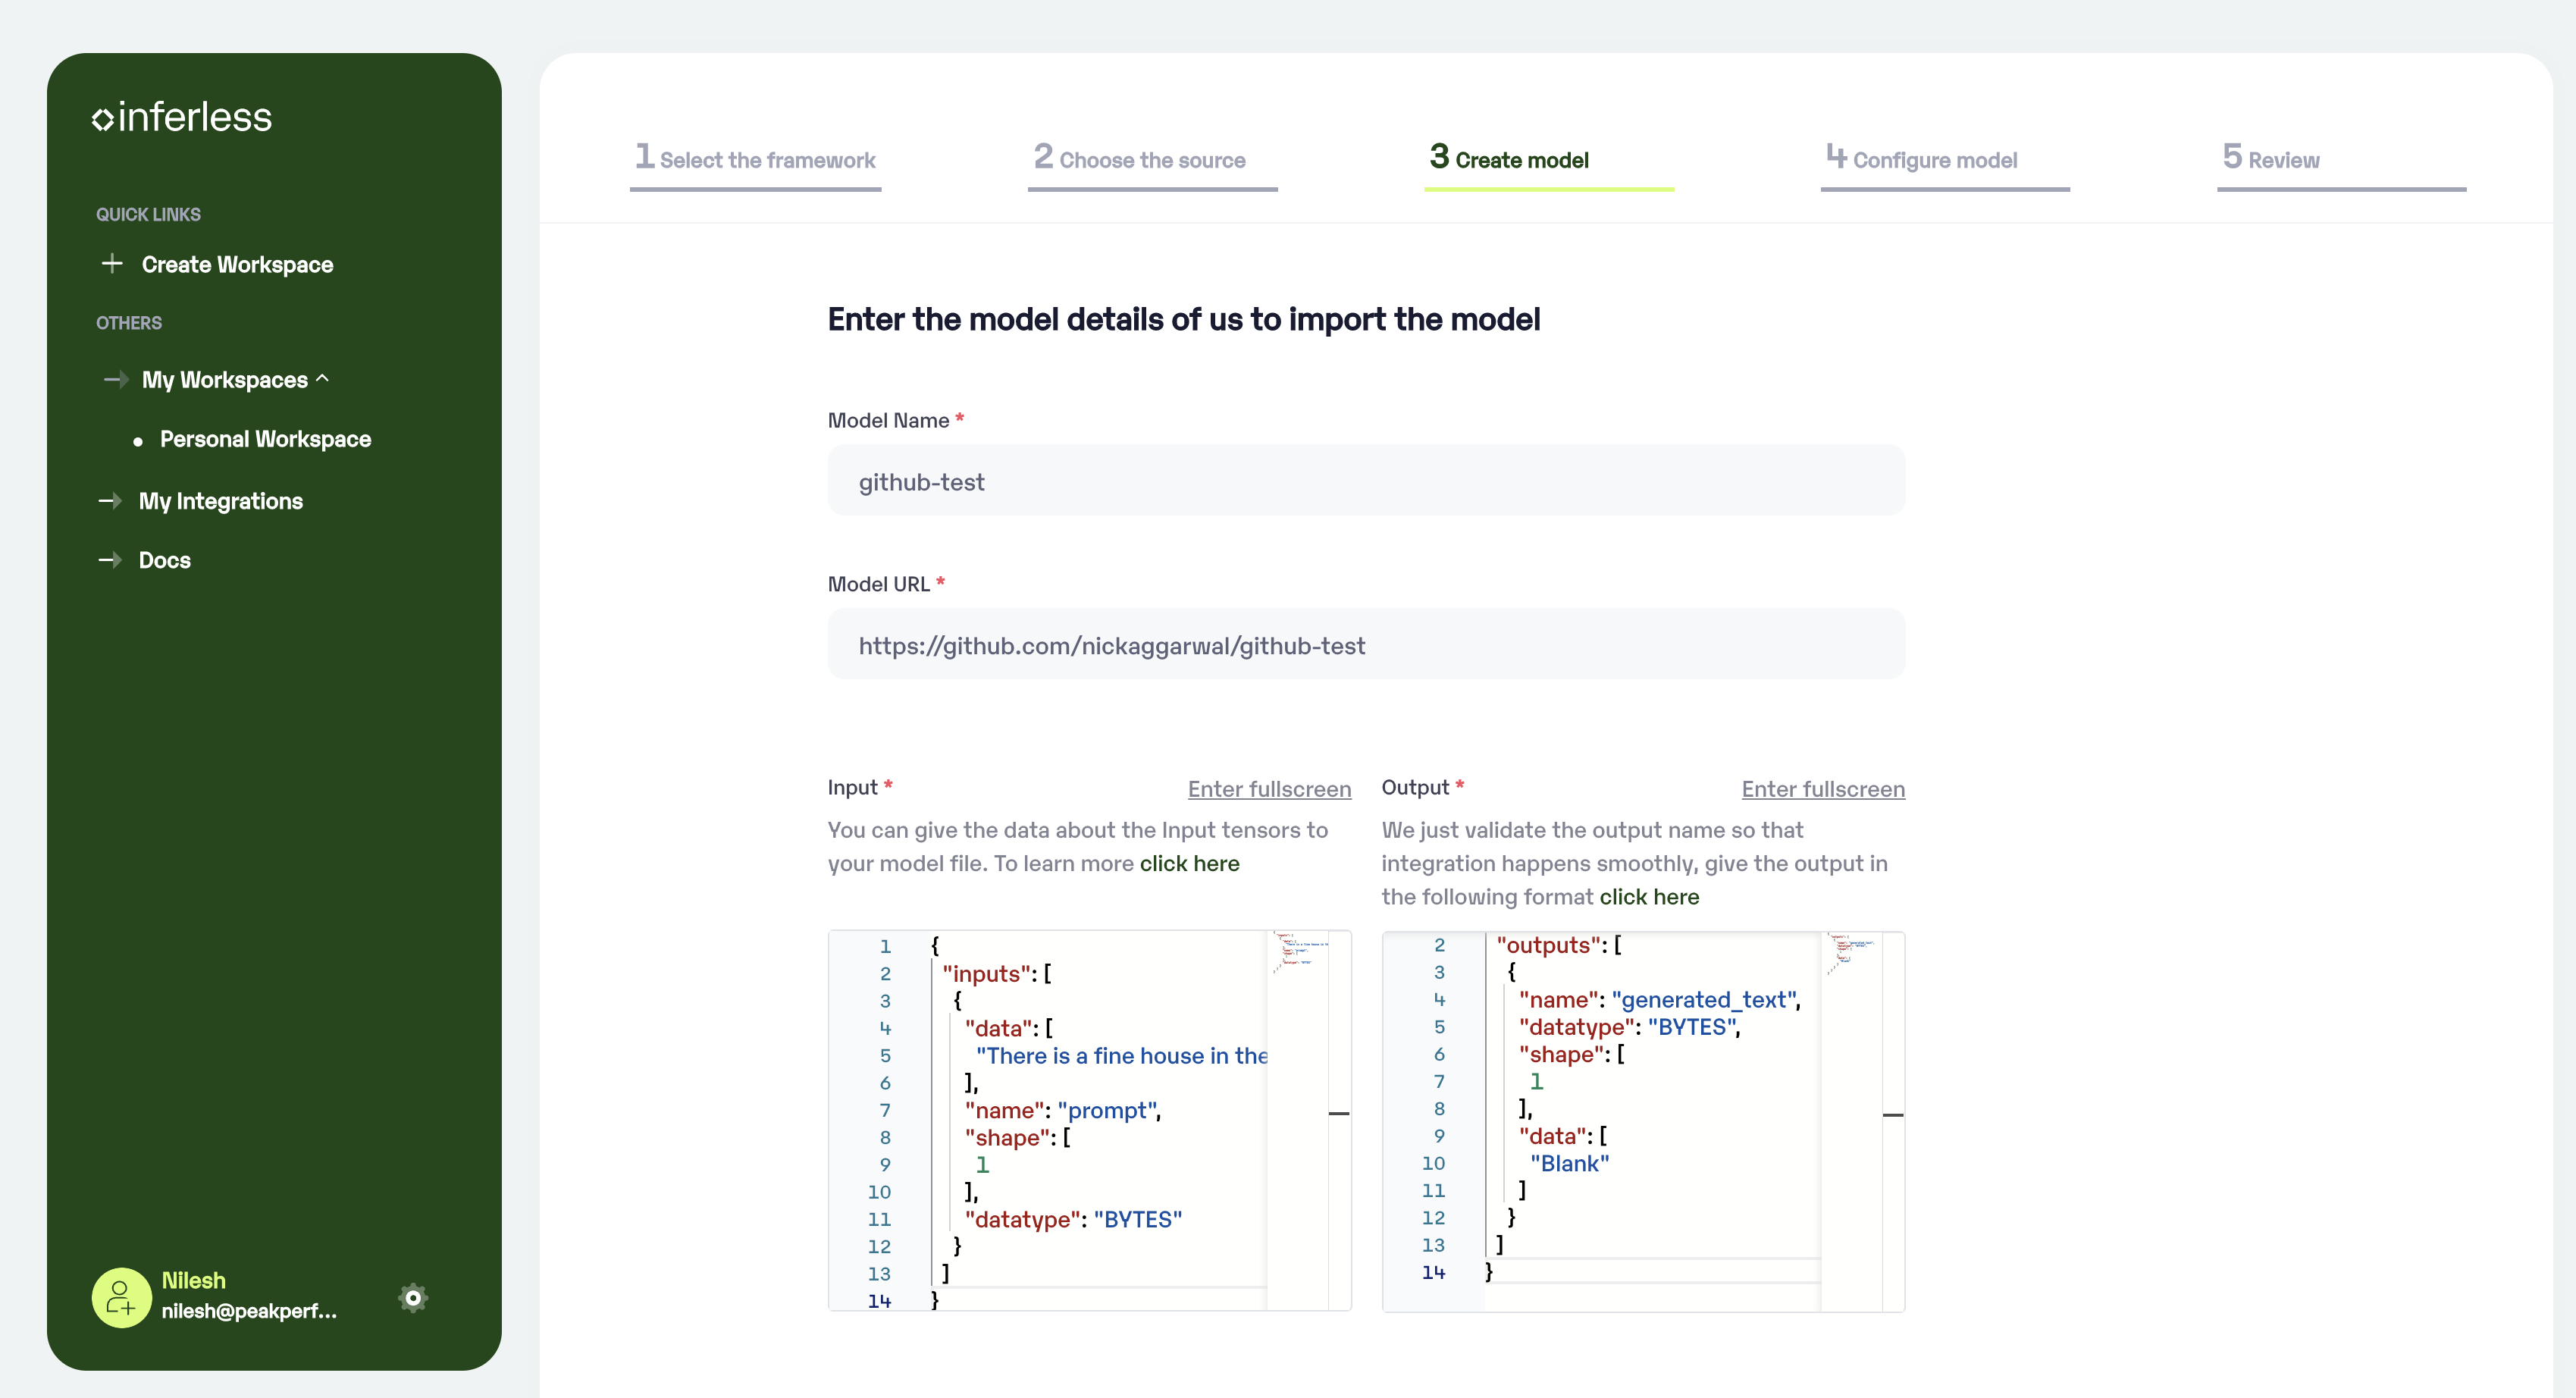 inferless
QUICK LINKS
Create Workspace
OTHERS
My Workspaces
Personal Workspace
My Integrations
Docs
Nilesh
nilesh@peakperf...
1 Select the framework
2 Choose the source
3 Create model
4 Configure model
5 Review
Enter the model details of us to import the model
Model Name *
github-test
Model URL *
https://github.com/nickaggarwal/github-test
Input *
Enter fullscreen
You can give the data about the Input tensors to
your model file. To learn more click here
1 {
2 "inputs": [
3 {
4 "data": [
5 "There is a fine house in the
6 ],
7 "name": "prompt",
8 "shape": [
9 1
10 ],
11 "datatype": "BYTES"
12 }
13 ]
14 }
Output *
Enter fullscreen
We just validate the output name so that
integration happens smoothly, give the output in
the following format click here
2 "outputs": [
3 {
4 "name": "generated_text",
5 "datatype": "BYTES",
6 "shape": [
7 1
8 ],
9 "data": [
10 "Blank"
11 ]
12 }
13 ]
14 }